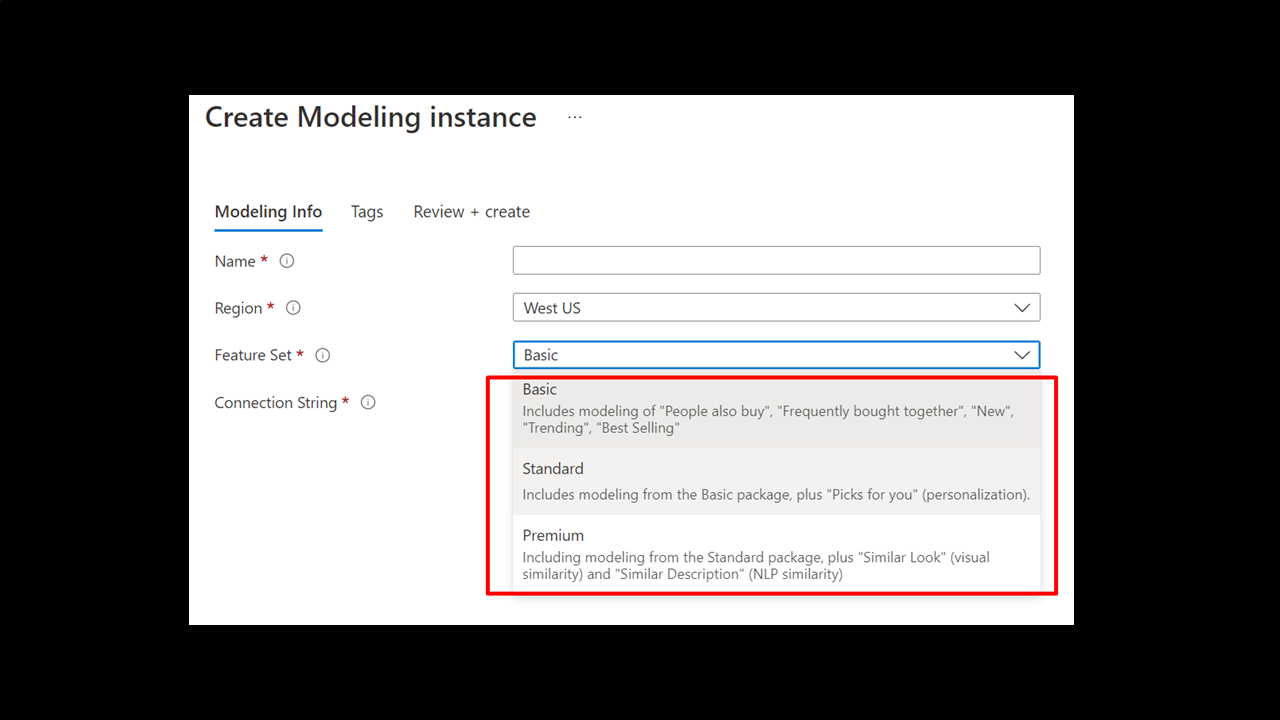 Create Modeling instance ...
Modeling Info Tags Review + create
Name *
Region * West US
Feature Set * Basic
Connection String *
Basic
Includes modeling of "People also buy", "Frequently bought together", "New",
"Trending", "Best Selling"
Standard
Includes modeling from the Basic package, plus "Picks for you" (personalization).
Premium
Including modeling from the Standard package, plus "Similar Look" (visual
similarity) and "Similar Description" (NLP similarity)